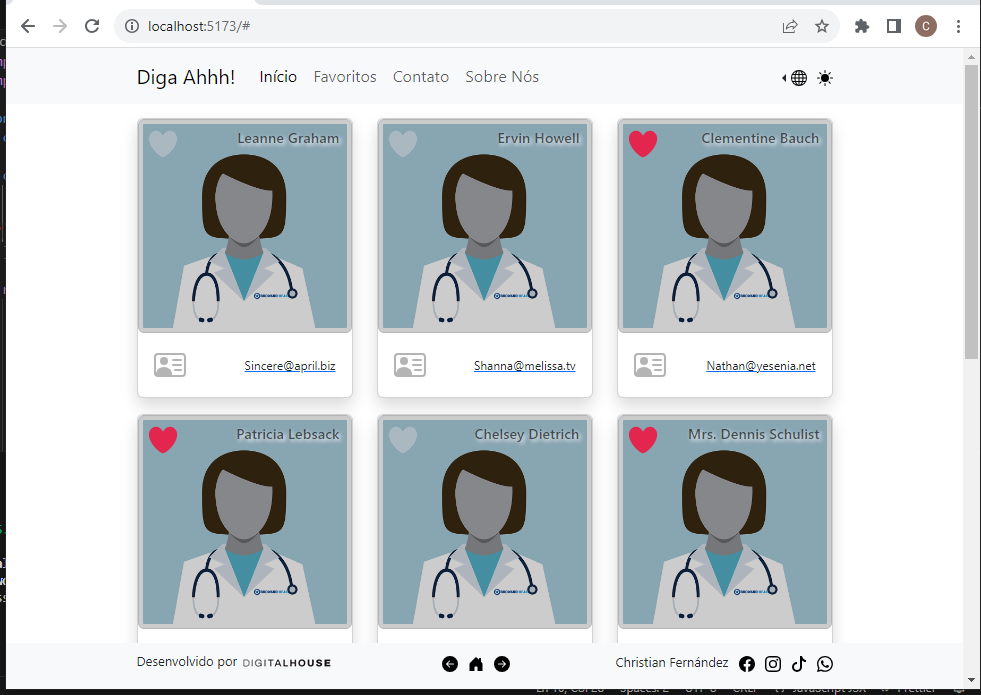 localhost:5173/#
C
Diga Ahhh! Início Favoritos Contato Sobre Nós
Leanne Graham Ervin Howell Clementine Bauch
Sincere@april.biz Shanna@melissa.tv Nathan@yesenia.net
Patricia Lebsack Chelsey Dietrich Mrs. Dennis Schulist
Desenvolvido por DIGITALHOUSE Christian Fernández